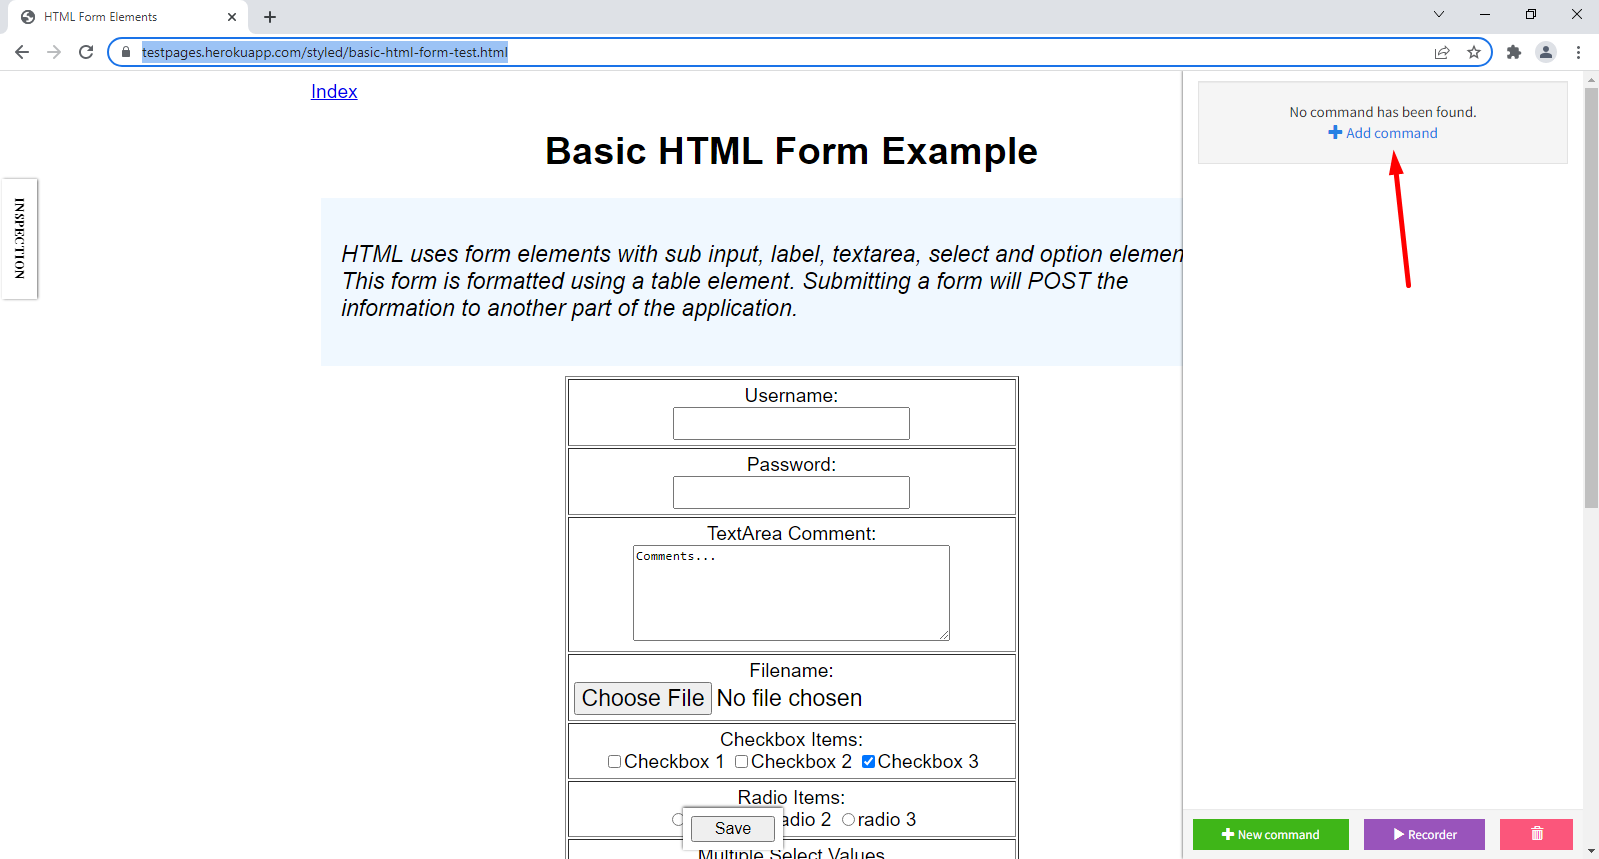 HTML Form Elements
testpages.herokuapp.com/styled/basic-html-form-test.html
Index
Basic HTML Form Example
INSPECTION
HTML uses form elements with sub input, label, textarea, select and option elemen
This form is formatted using a table element. Submitting a form will POST the
information to another part of the application.
Username:
Password:
TextArea Comment:
Comments...
Filename:
Choose File No file chosen
Checkbox Items:
Checkbox 1 Checkbox 2 Checkbox 3
Radio Items:
adio 2 radio 3
Save
Multiple Select Values
No command has been found.
Add command
New command
Recorder